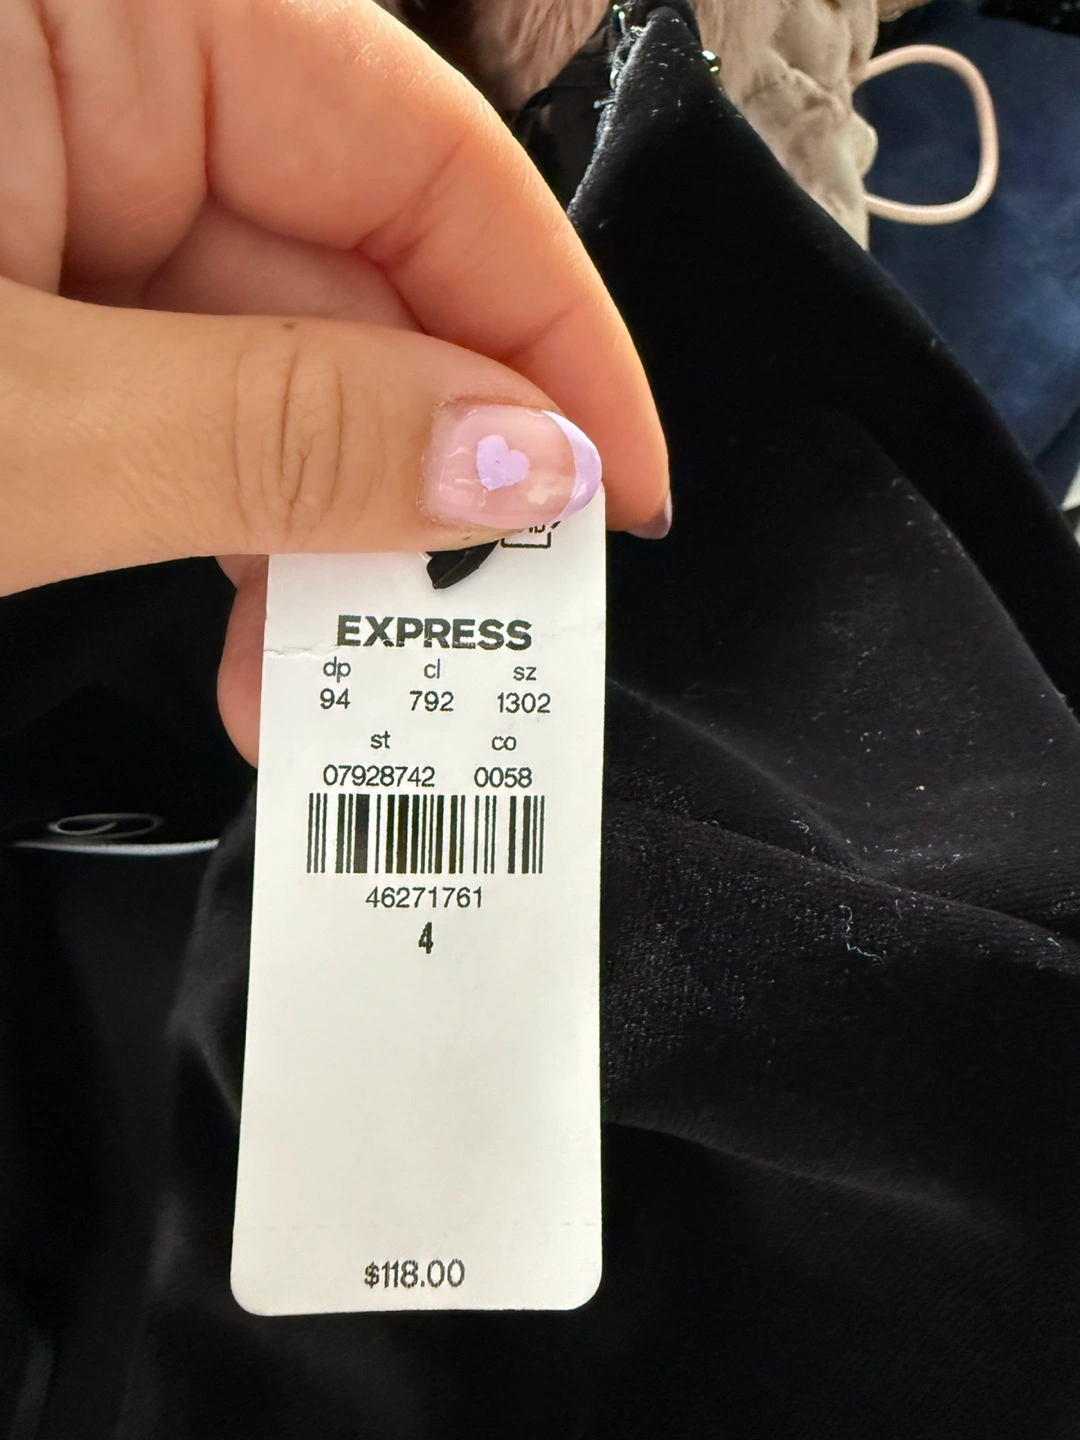 EXPRESS
dp cl sz
94 792 1302
st co
07928742 0058
46271761
4
$118.00